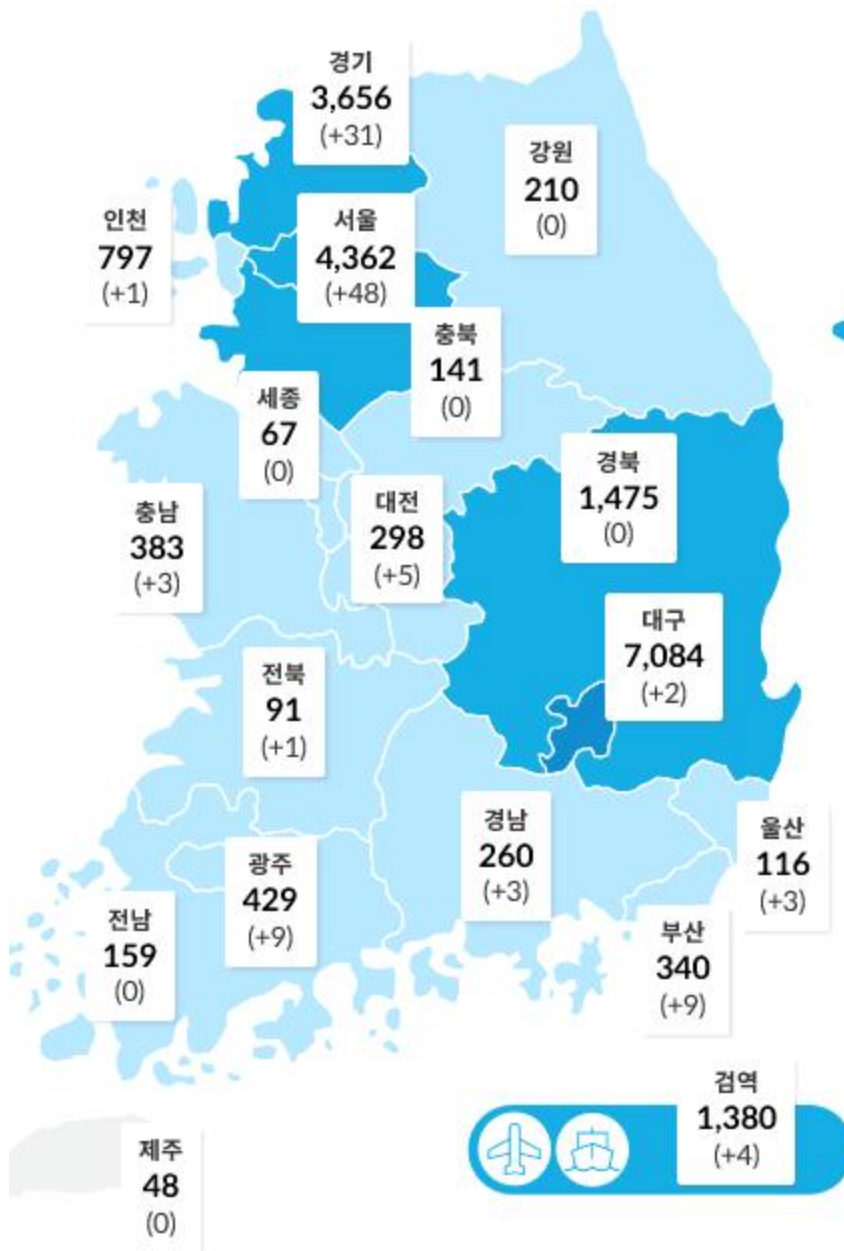 경기
3,656
(+31)
강원
210
(0)
인천
797
(+1)
서울
4,362
(+48)
충북
141
(0)
세종
67
(0)
경북
1,475
(0)
충남
383
(+3)
대전
298
(+5)
대구
7,084
(+2)
전북
91
(+1)
경남
260
(+3)
울산
116
(+3)
광주
429
(+9)
전남
159
(0)
부산
340
(+9)
검역
1,380
(+4)
제주
48
(0)